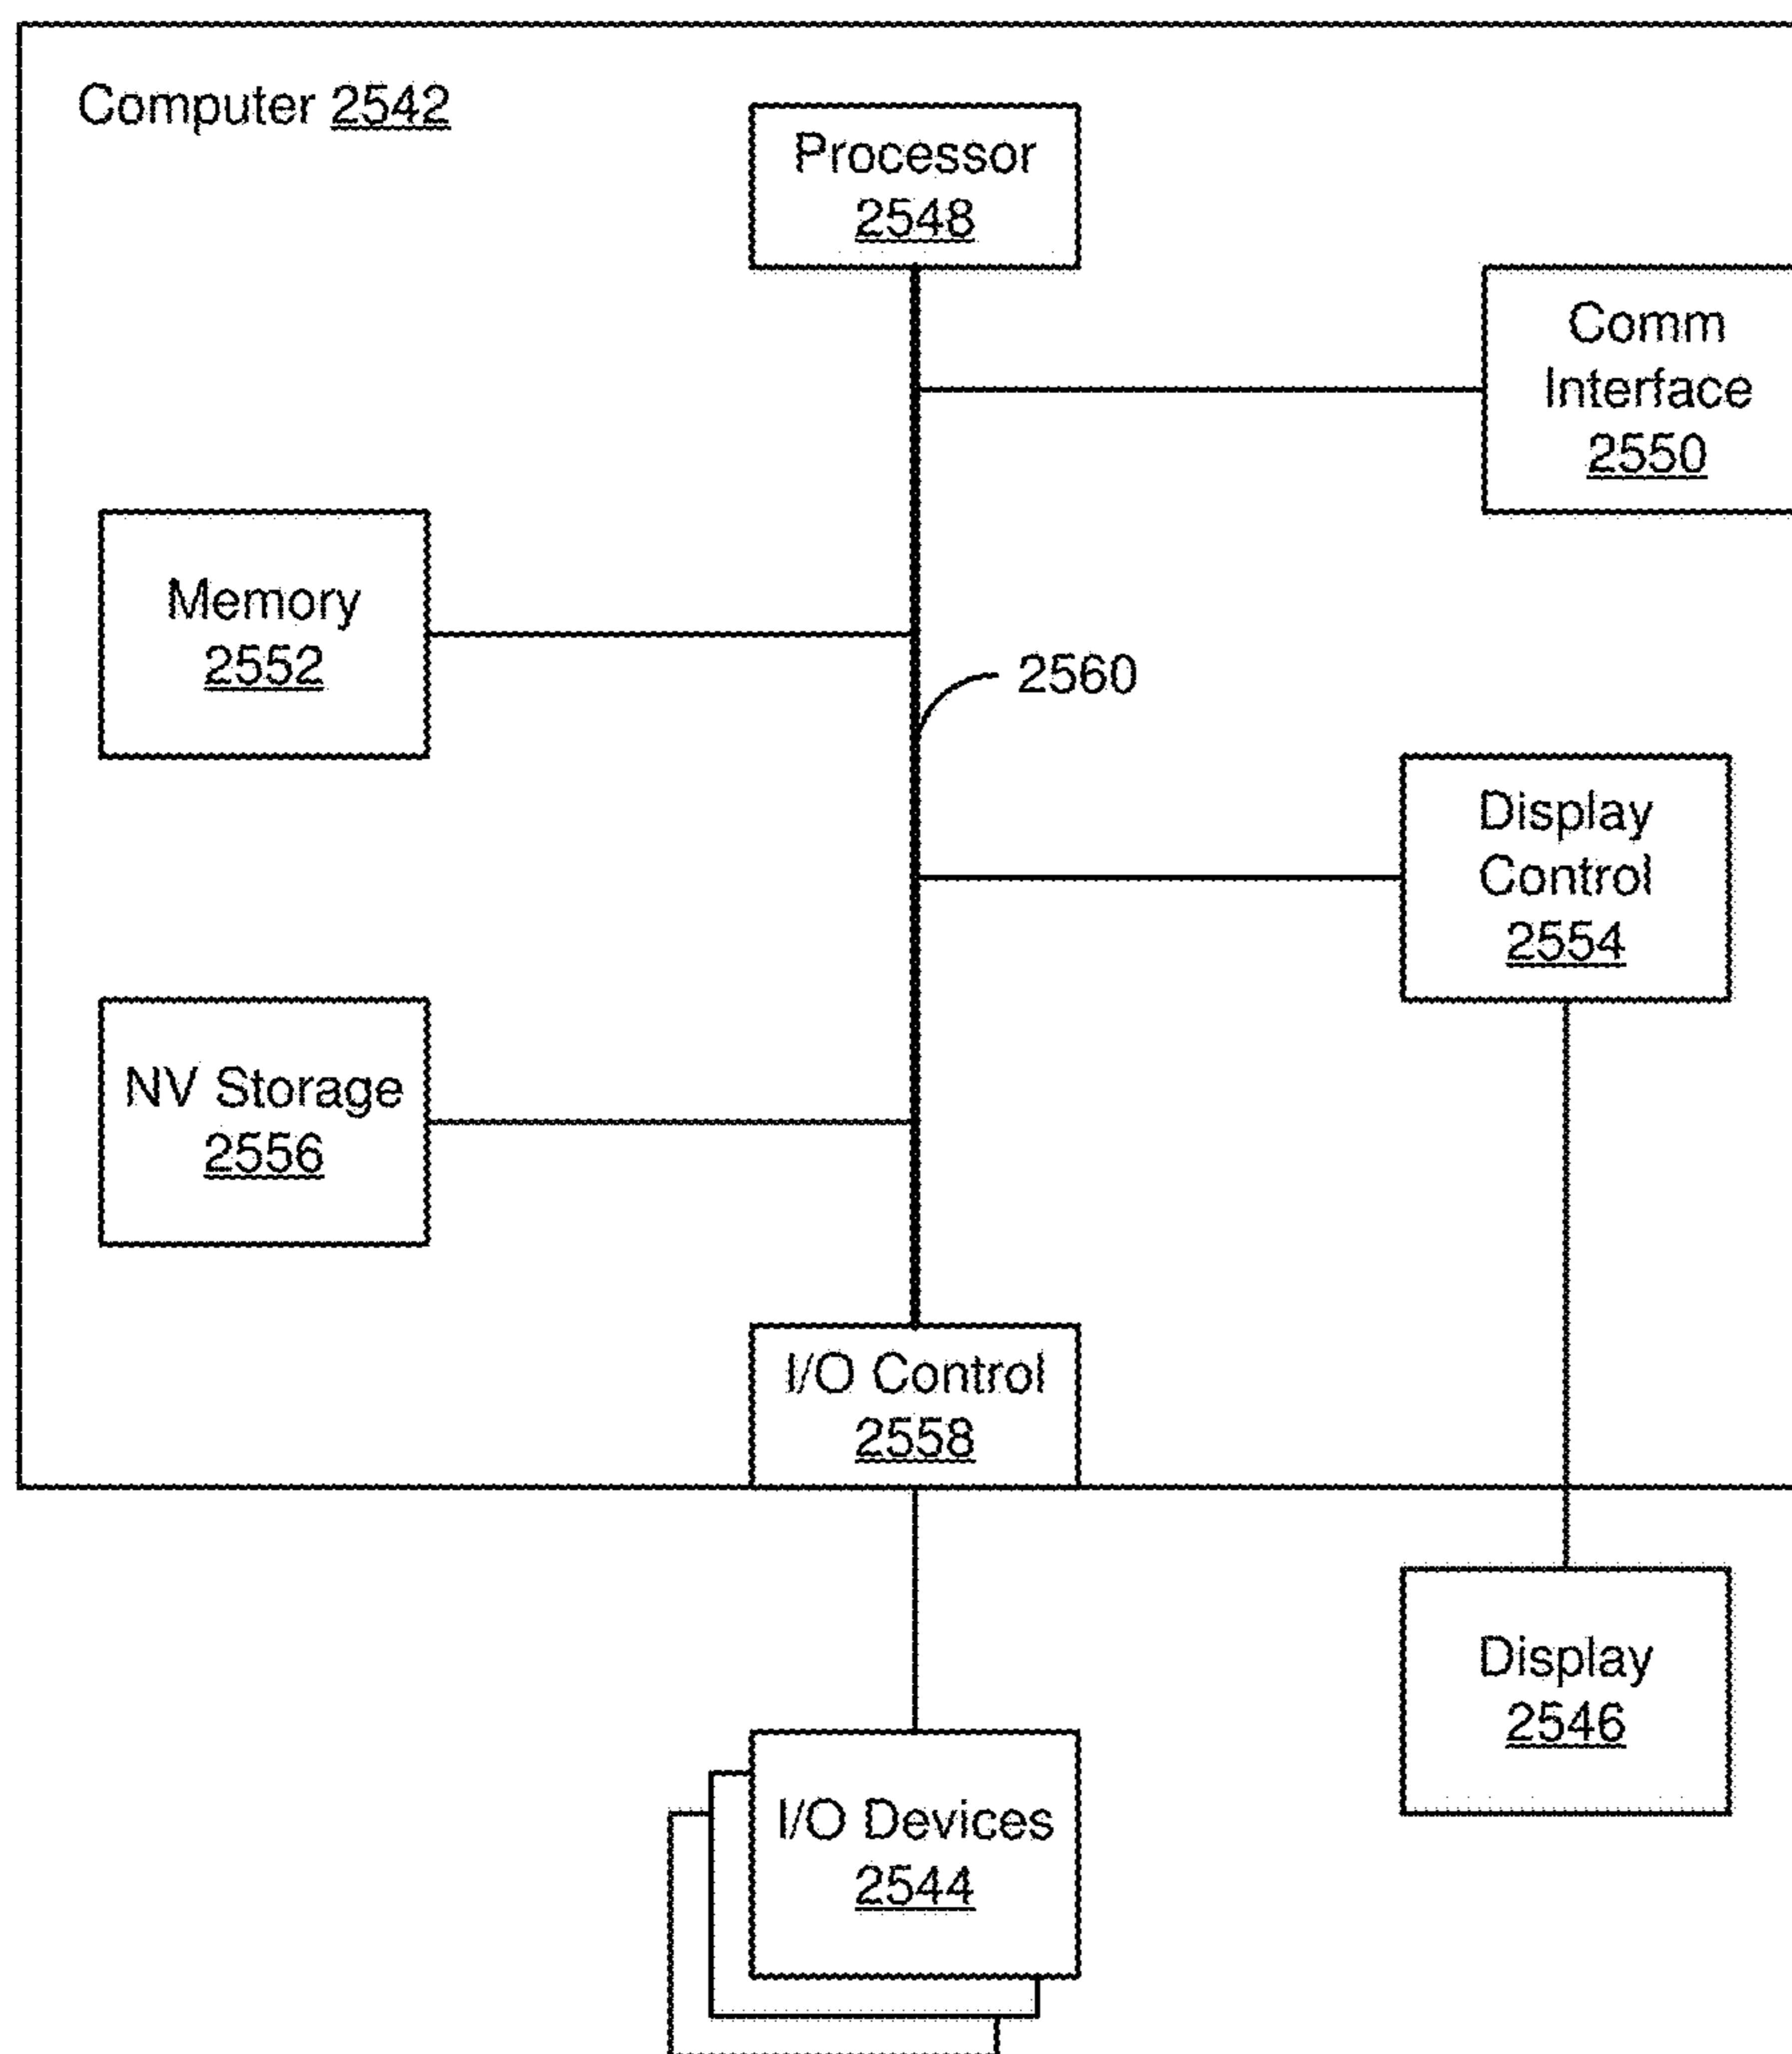 Computer 2542
Processor
2548
Comm
Interface
2550
Memory
2552
2560
Display
Control
2554
NV Storage
2556
I/O Control
2558
Display
2546
I/O Devices
2544